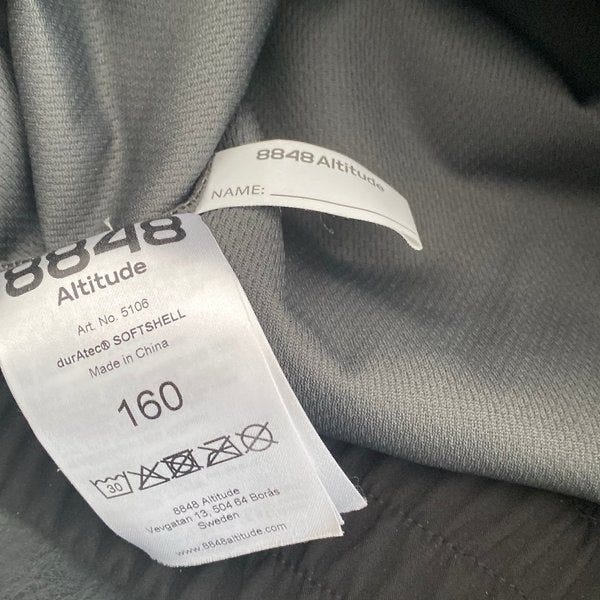 8848 Altitude
NAME:
8848
Altitude
Art. No. 5106
durAtec® SOFTSHELL
Made in China
160
30
8848 Altitude
Vevgatan 13, 504 64 Borås
Sweden
www.8848altitude.com